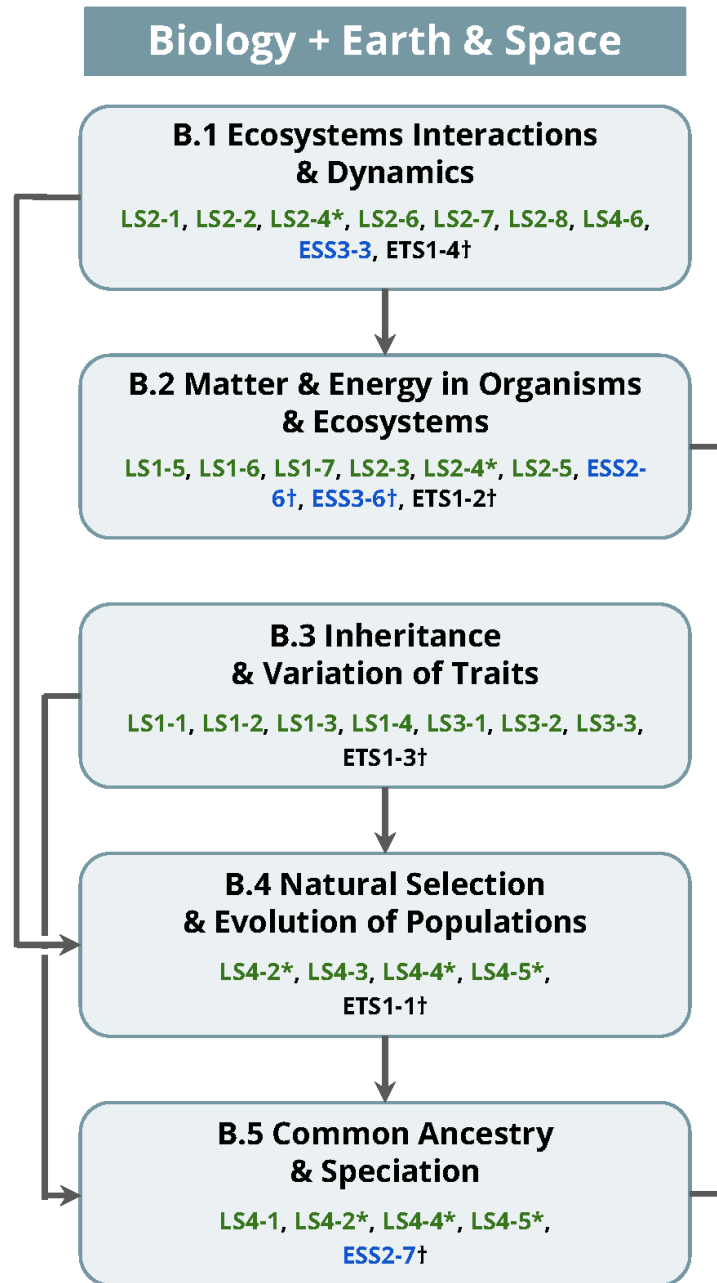 Biology + Earth & Space
B.1 Ecosystems Interactions
& Dynamics
LS2-1, LS2-2, LS2-4*, LS2-6, LS2-7, LS2-8, LS4-6,
ESS3-3, ETS1-4†
B.2 Matter & Energy in Organisms
& Ecosystems
LS1-5, LS1-6, LS1-7, LS2-3, LS2-4*, LS2-5, ESS2-
6†, ESS3-6†, ETS1-2†
B.3 Inheritance
& Variation of Traits
LS1-1, LS1-2, LS1-3, LS1-4, LS3-1, LS3-2, LS3-3,
ETS1-3†
B.4 Natural Selection
& Evolution of Populations
LS4-2*, LS4-3, LS4-4*, LS4-5*,
ETS1-1†
B.5 Common Ancestry
& Speciation
LS4-1, LS4-2*, LS4-4*, LS4-5*,
ESS2-7†